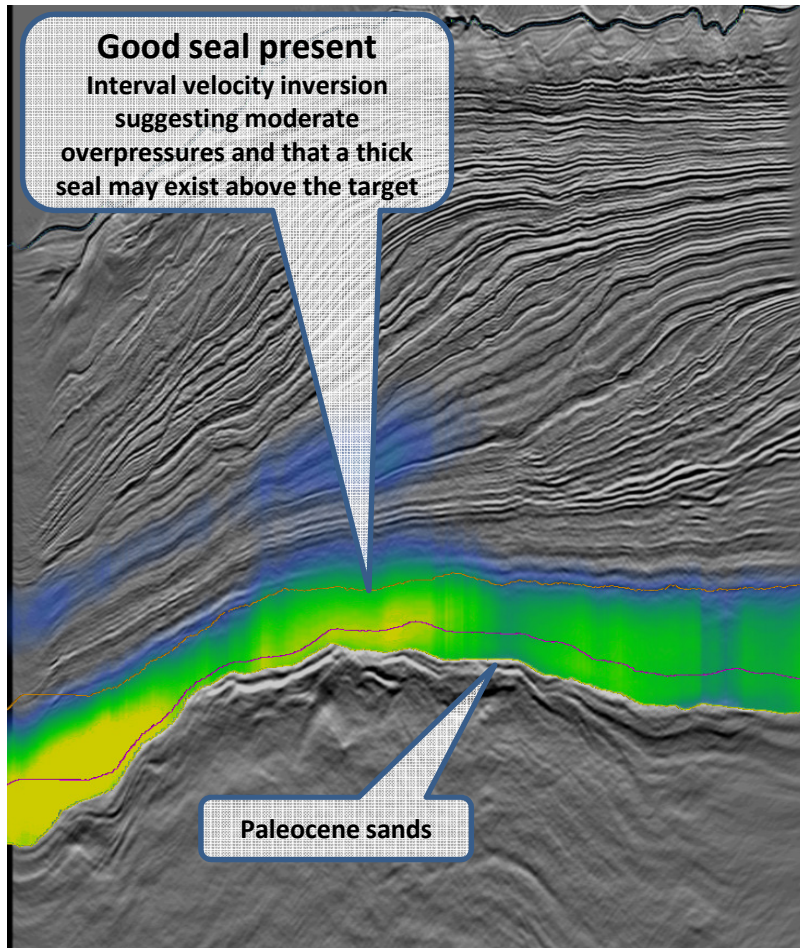 Good seal present
Interval velocity inversion
suggesting moderate
overpressures and that a thick
seal may exist above the target
Paleocene sands